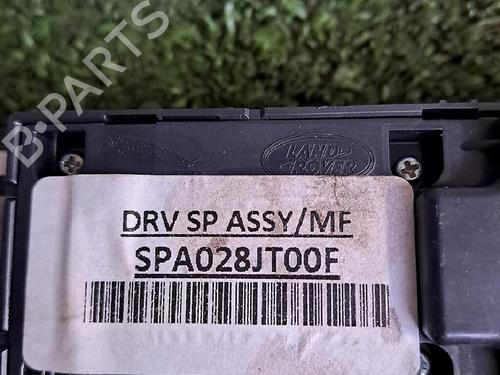 B-PARTS
LAND-
ROVER
DRV SP ASSY/MF
SPA028JT00F